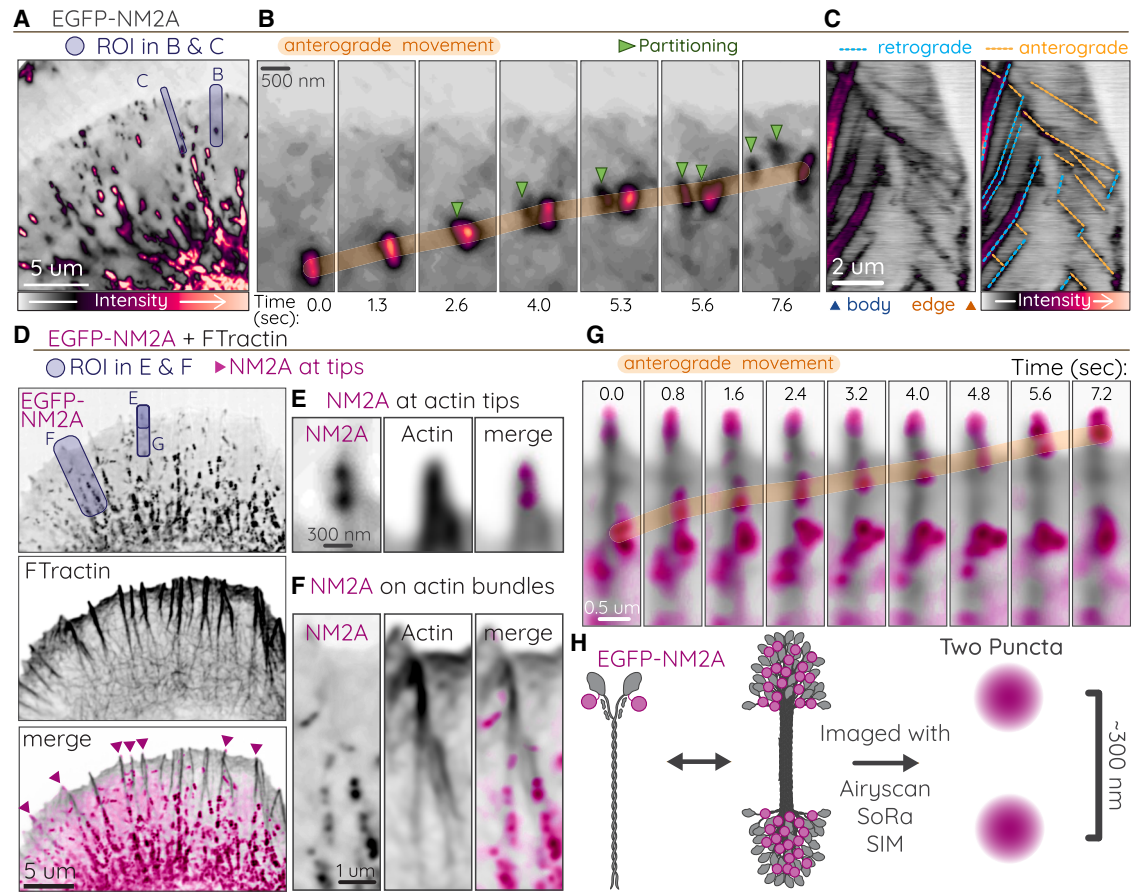 A EGFP-NM2A
ROI in B & C
C
B
5 um
Intensity
B
anterograde movement
Partitioning
500 nm
Time
(sec):
0.0 1.3 2.6 4.0 5.3 5.6 7.6
C
retrograde anterograde
2 um
body edge
Intensity
D EGFP-NM2A + FTractin
ROI in E & F NM2A at tips
EGFP-
NM2A
E
F
G
FTractin
merge
5 um
E NM2A at actin tips
NM2A Actin merge
300 nm
F NM2A on actin bundles
NM2A Actin merge
1 um
G
anterograde movement Time (sec):
0.0 0.8 1.6 2.4 3.2 4.0 4.8 5.6 7.2
0.5 um
H EGFP-NM2A
Two Puncta
Imaged with
Airyscan
SoRa
SIM
~300 nm